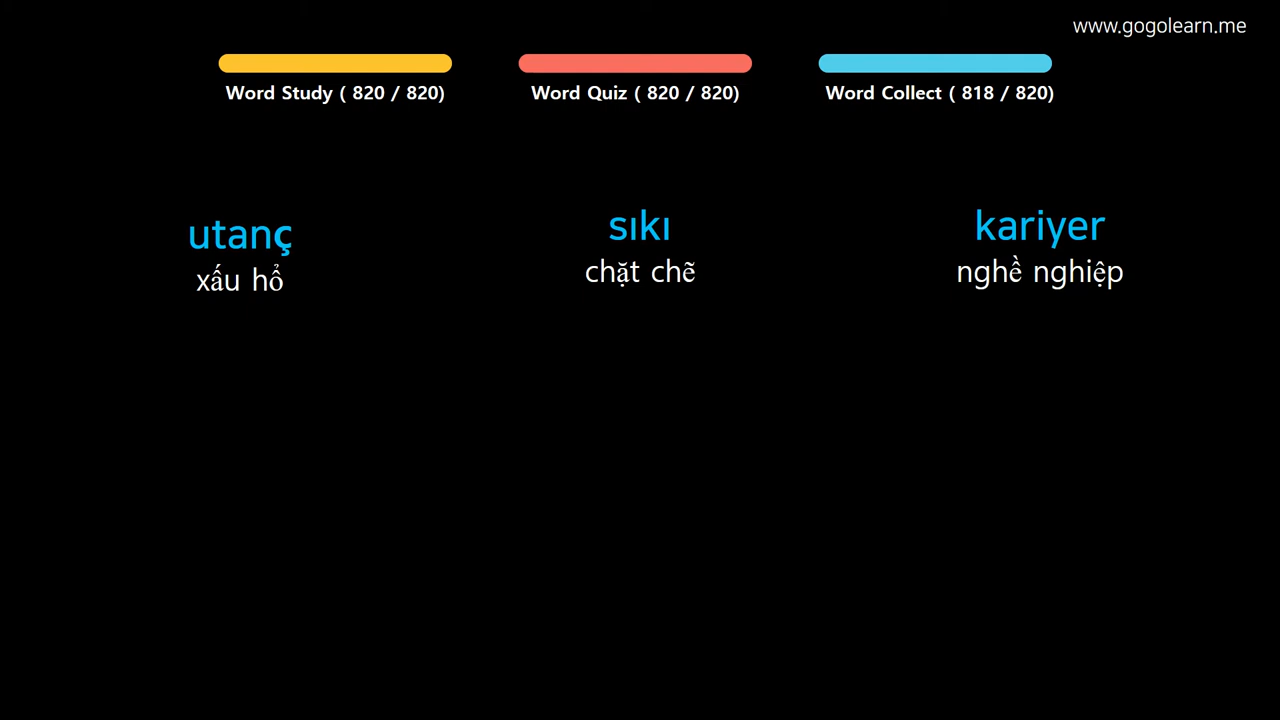 www.gogolearn.me
Word Study ( 820 / 820)
Word Quiz ( 820 / 820)
Word Collect ( 818 / 820)
utanç
xấu hổ
sıkı
chặt chẽ
kariyer
nghề nghiệp